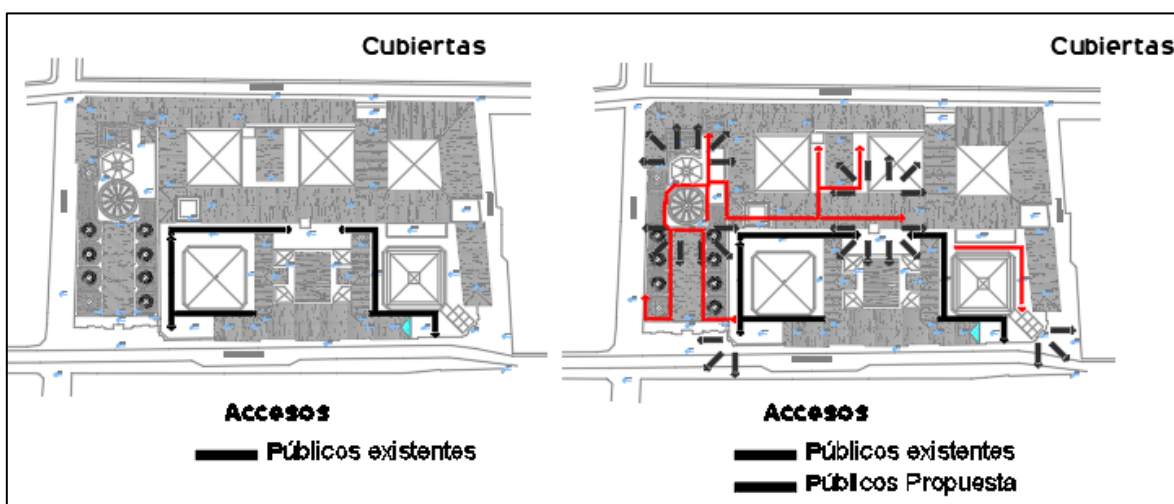 Cubiertas
Cubiertas
Accesos
Públicos existentes
Accesos
Públicos existentes
Públicos Propuesta